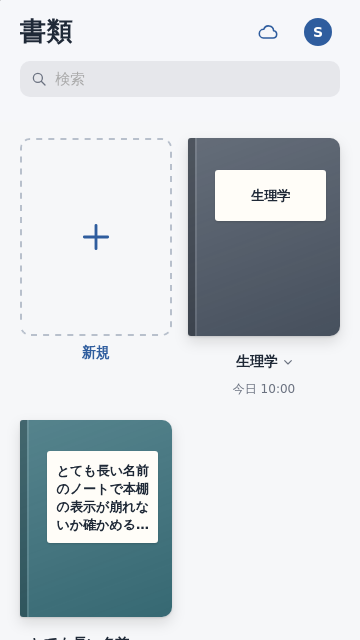 書類
S
検索
生理学
新規
生理学
今日 10:00
とても長い名前
のノートで本棚
の表示が崩れな
いか確かめる...